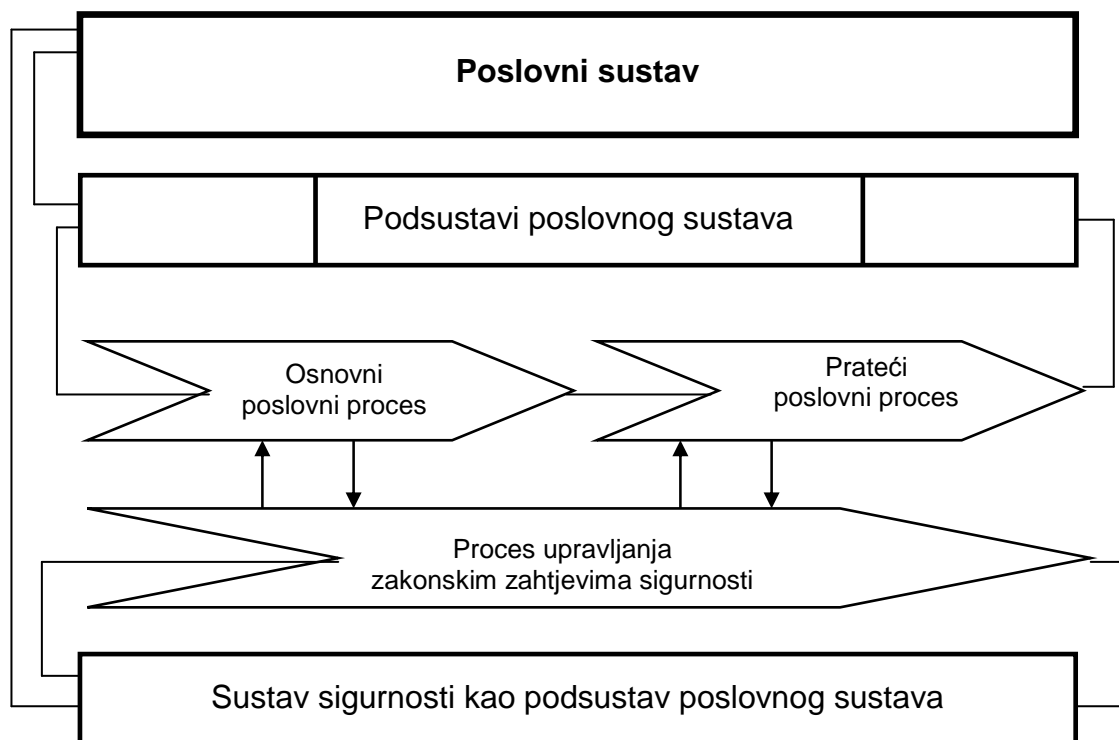 Poslovni sustav
Podsustavi poslovnog sustava
Osnovni
poslovni proces
Prateći
poslovni proces
Proces upravljanja
zakonskim zahtjevima sigurnosti
Sustav sigurnosti kao podsustav poslovnog sustava